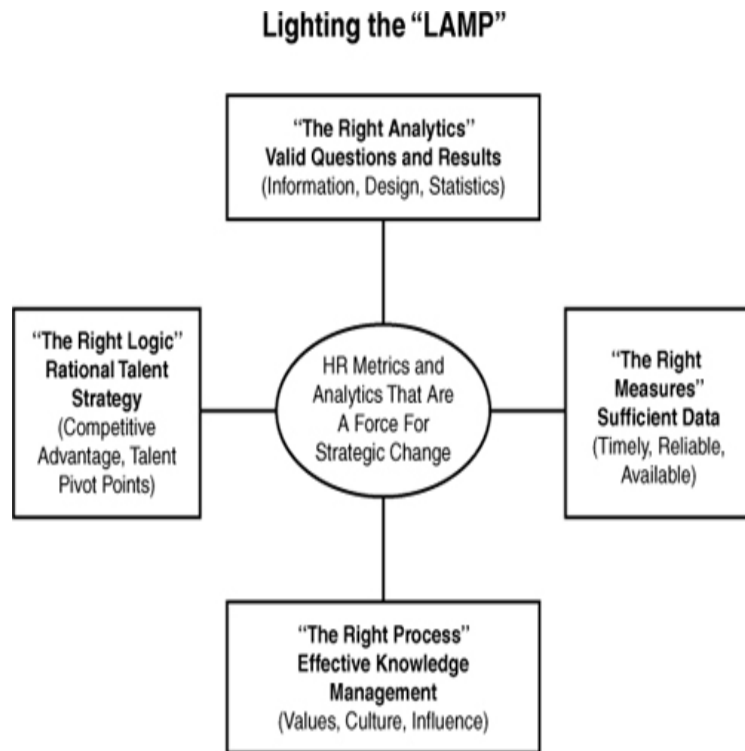 Lighting the “LAMP”
“The Right Analytics”
Valid Questions and Results
(Information, Design, Statistics)
“The Right Logic”
Rational Talent
Strategy
(Competitive
Advantage, Talent
Pivot Points)
HR Metrics and
Analytics That Are
A Force For
Strategic Change
“The Right
Measures”
Sufficient Data
(Timely, Reliable,
Available)
“The Right Process”
Effective Knowledge
Management
(Values, Culture, Influence)